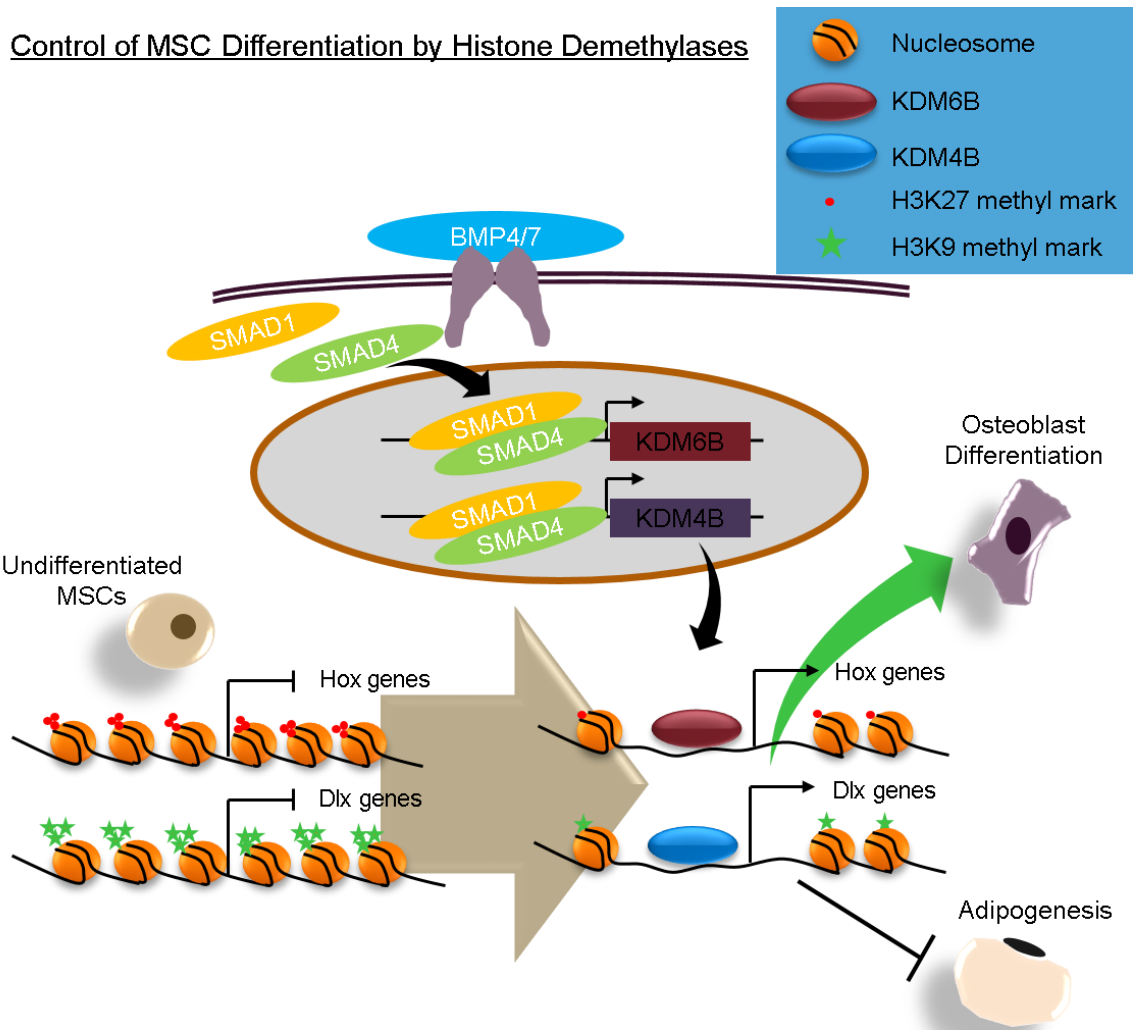 Control of MSC Differentiation by Histone Demethylases
Nucleosome
KDM6B
KDM4B
H3K27 methyl mark
H3K9 methyl mark
BMP4/7
SMAD1
SMAD4
SMAD1
SMAD4
KDM6B
SMAD1
SMAD4
KDM4B
Osteoblast
Differentiation
Undifferentiated
MSCs
Hox genes
Hox genes
Dlx genes
Dlx genes
Adipogenesis